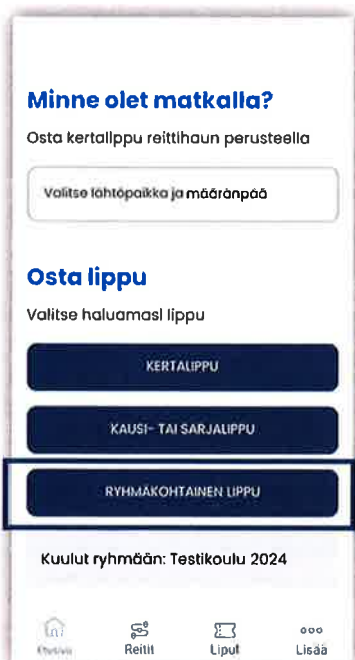 Minne olet matkalla?
Osta kertalippu reittihaun perusteella
Valitse lähtöpaikka ja määränpää
Osta lippu
Valitse haluamasi lippu
KERTALIPPU
KAUSI- TAI SARJALIPPU
RYHMÄKOHTAINEN LIPPU
Kuulut ryhmään: Testikoulu 2024
Etusivu Reitit Liput Lisää